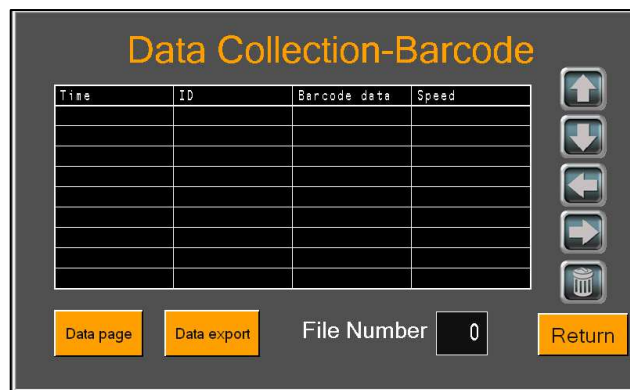 Data Collection-Barcode
Time ID Barcode data Speed
Data page Data export File Number 0 Return